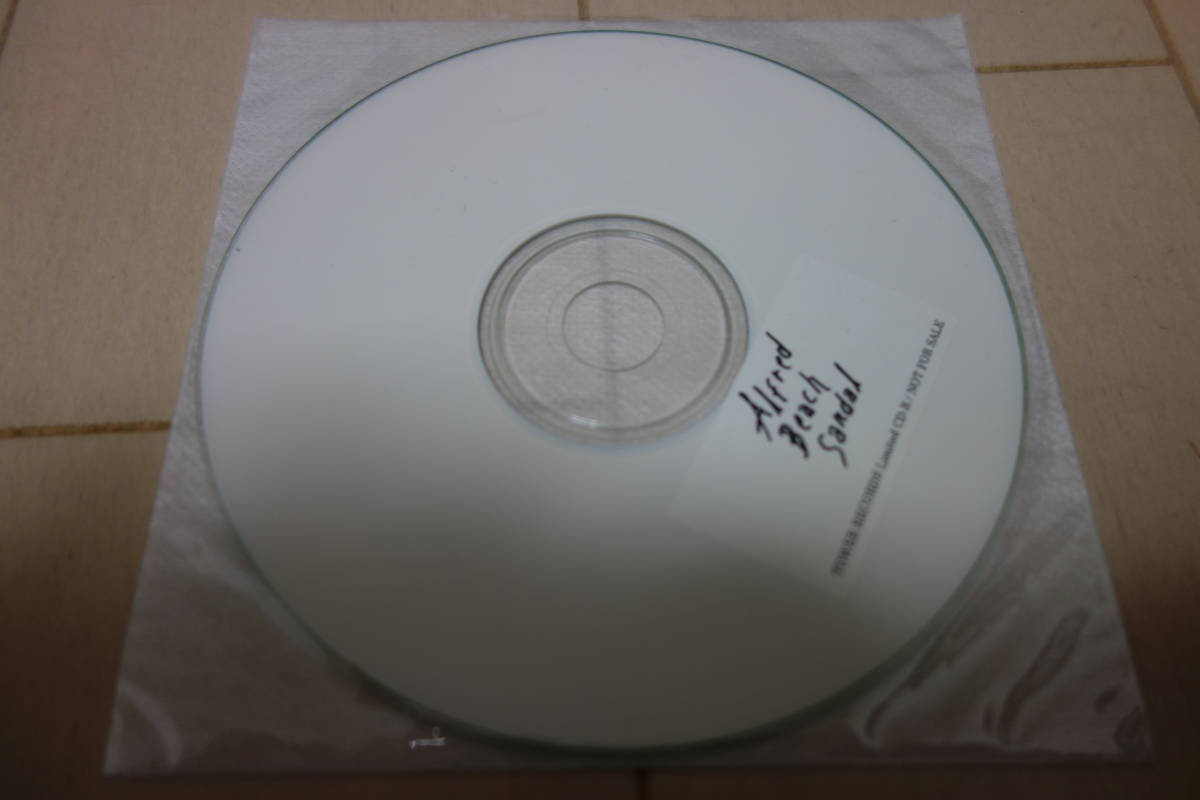 Alfred
Beach
Sandal
TOWER RECORDS Limited CD-R / NOT FOR SALE